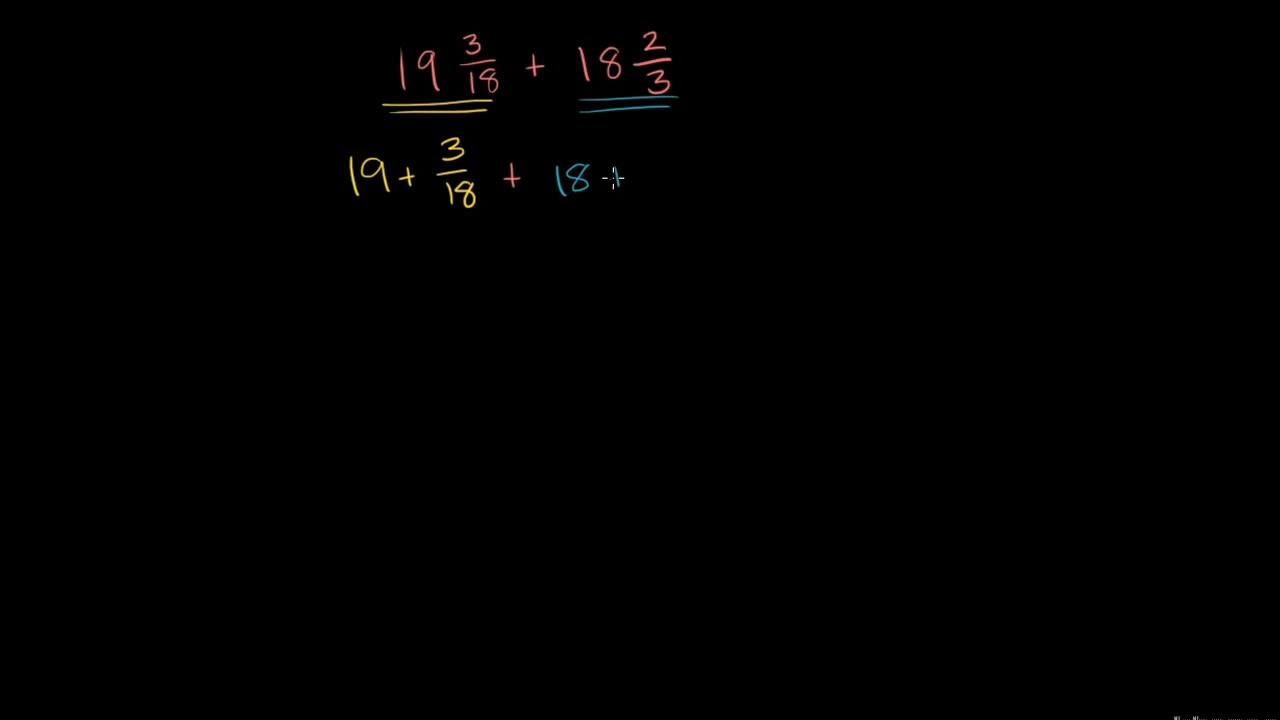 19 3/18 + 18 2/3
19 + 3/18 + 18 +